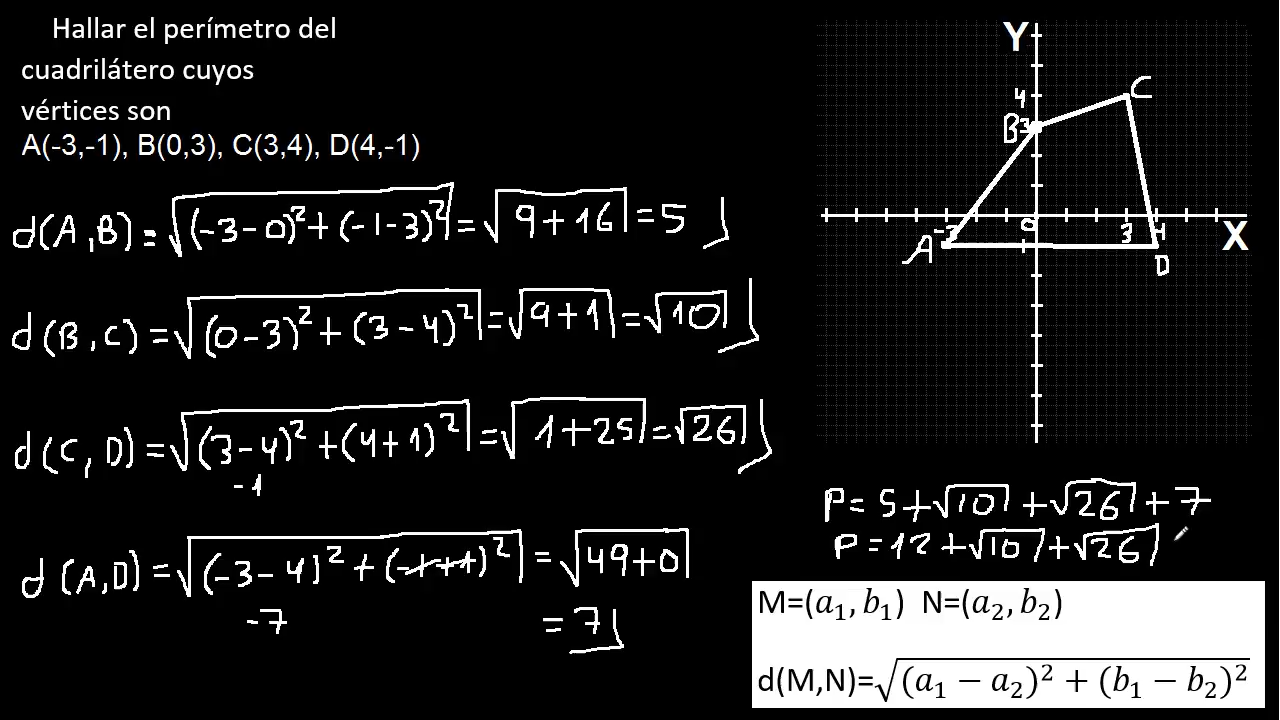 Hallar el perímetro del
cuadrilátero cuyos
vértices son
A(-3,-1), B(0,3), C(3,4), D(4,-1)
d(A,B)=√((-3-0)²+(-1-3)²)=√(9+16)=5
d(B,C)=√((0-3)²+(3-4)²)=√(9+1)=√10
d(C,D)=√((3-4)²+(4+1)²)=√(1+25)=√26
-1
d(A,D)=√((-3-4)²+(-1+1)²)=√(49+0)
-7
=7
Y
4
C
B
3
0
X
A
-3
3
4
D
P=5+√10+√26+7
P=12+√10+√26
M=(a₁,b₁) N=(a₂,b₂)
d(M,N)=√((a₁−a₂)²+(b₁−b₂)²)